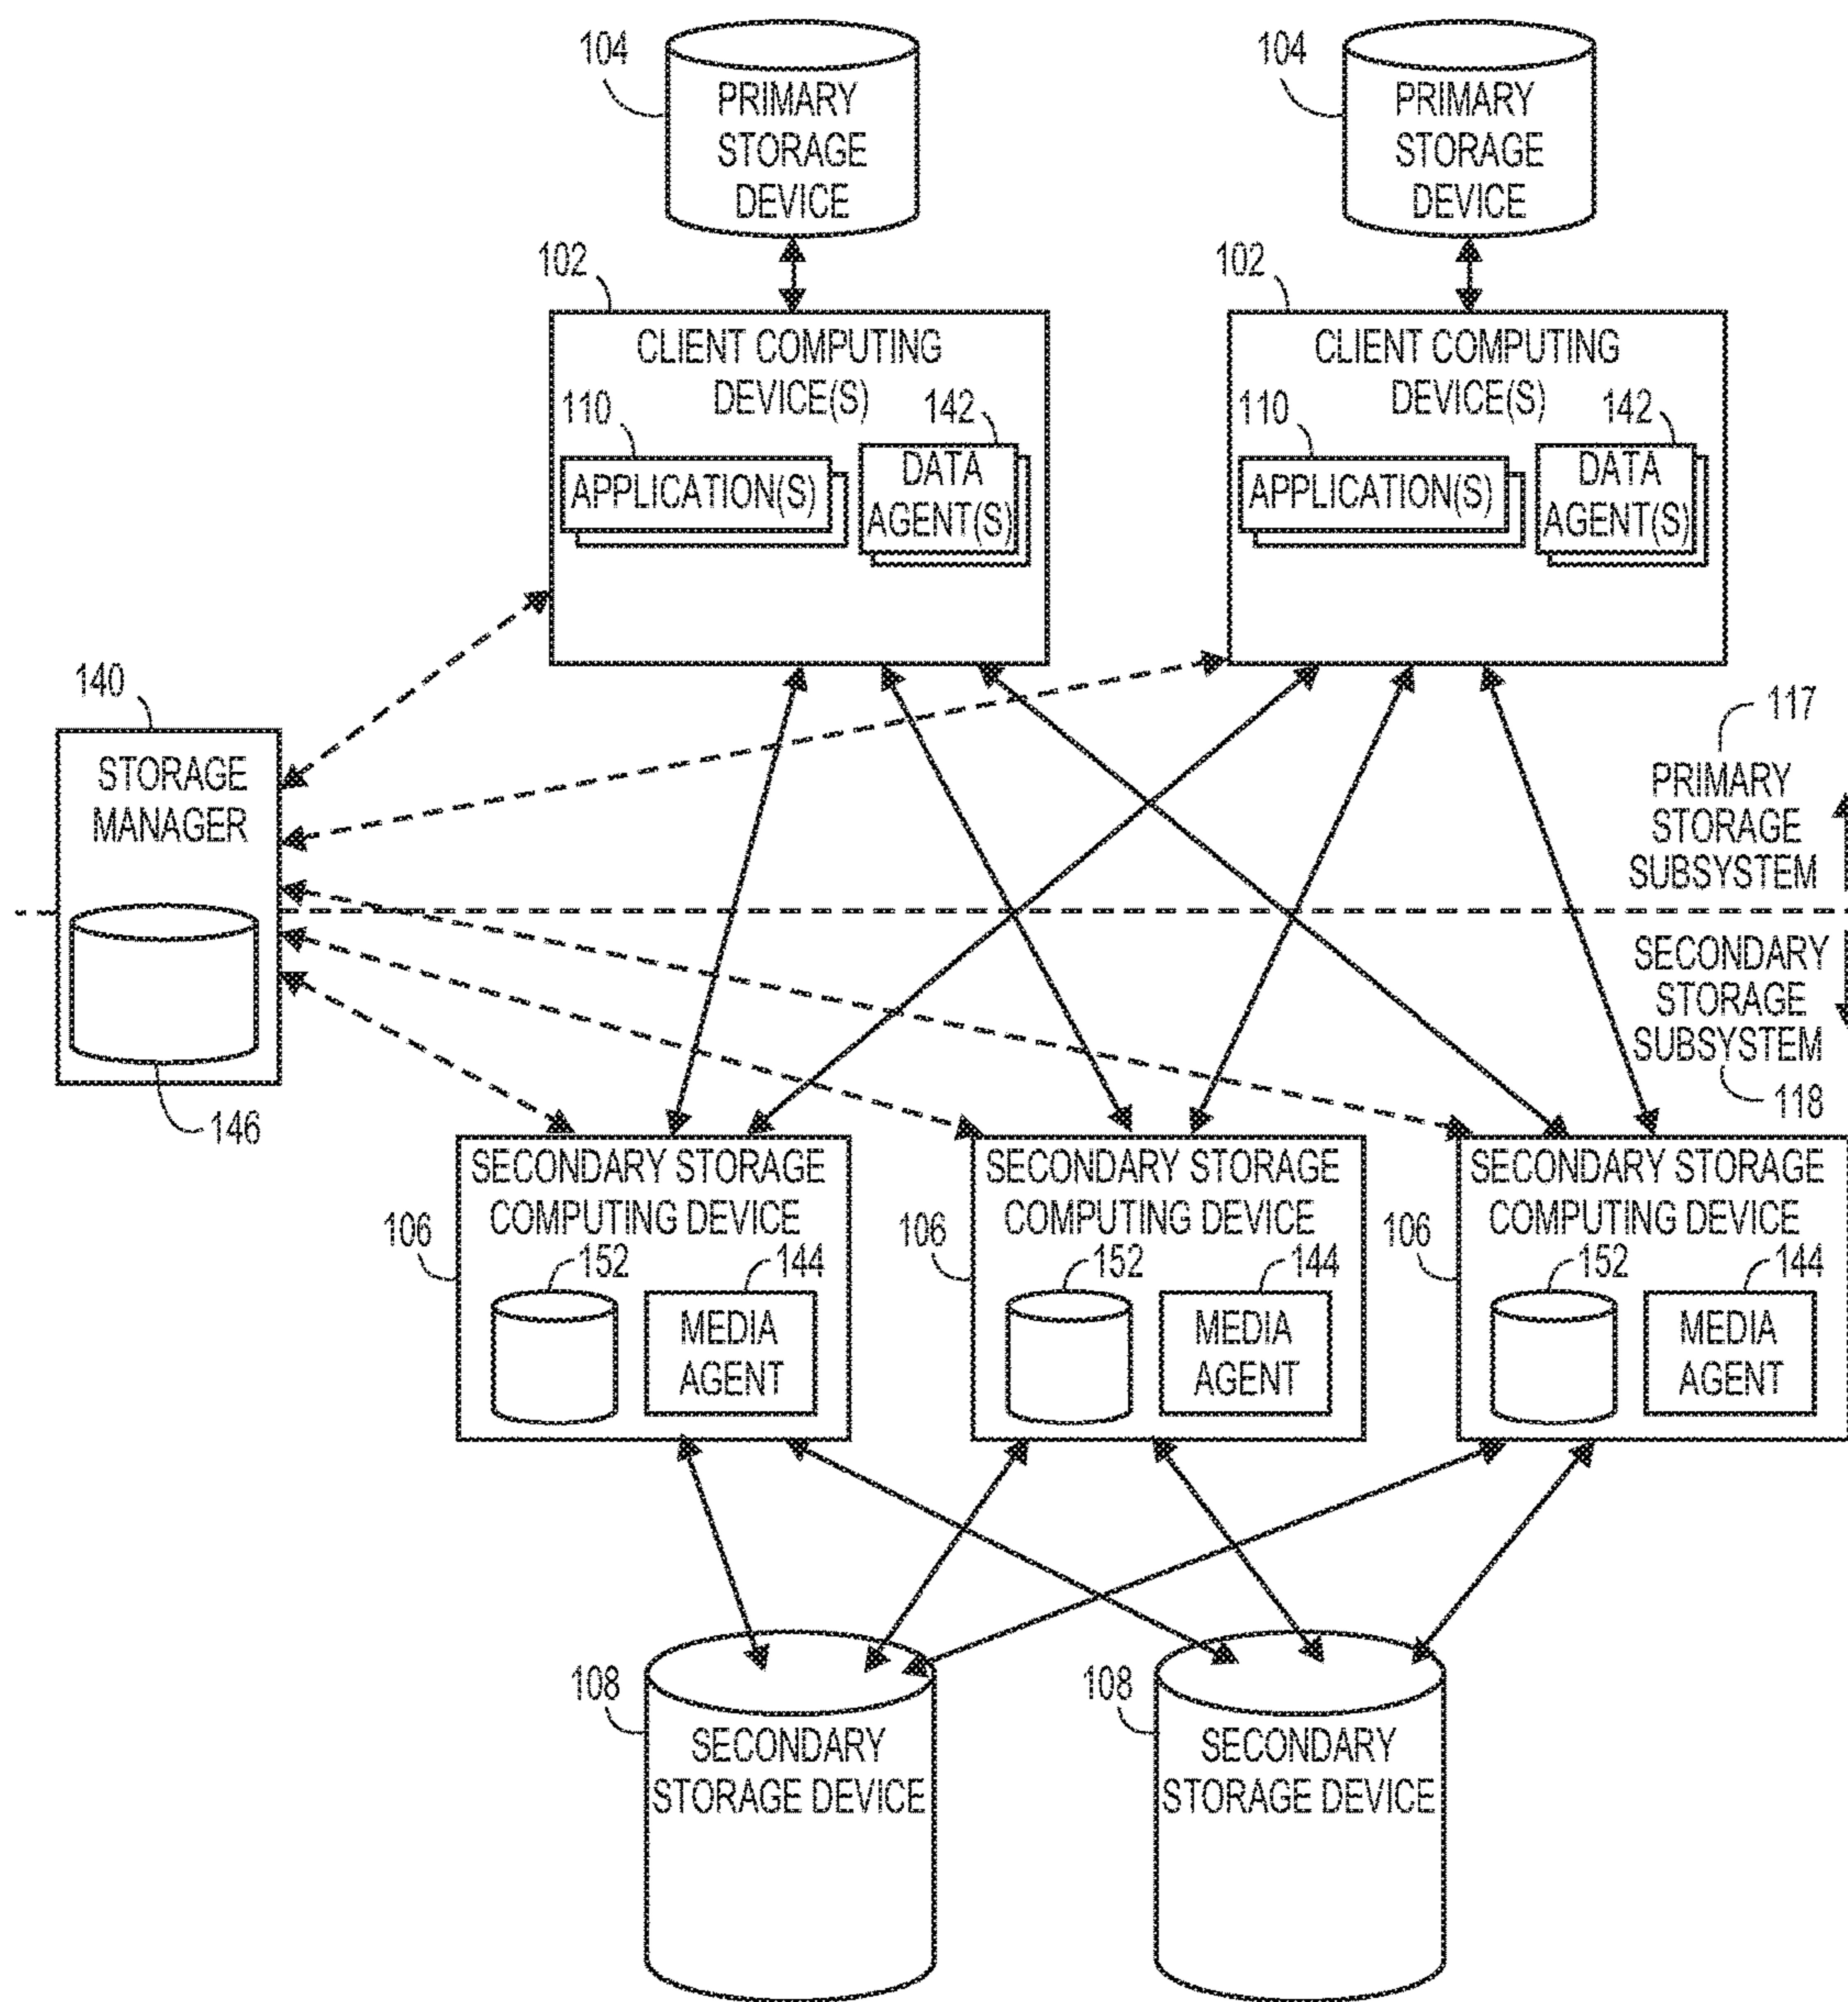 104
PRIMARY
STORAGE
DEVICE
104
PRIMARY
STORAGE
DEVICE
102
CLIENT COMPUTING
DEVICE(S)
110
142
APPLICATION(S)
DATA
AGENT(S)
102
CLIENT COMPUTING
DEVICE(S)
110
142
APPLICATION(S)
DATA
AGENT(S)
140
STORAGE
MANAGER
146
117
PRIMARY
STORAGE
SUBSYSTEM
SECONDARY
STORAGE
SUBSYSTEM
118
SECONDARY STORAGE
COMPUTING DEVICE
106
152
144
MEDIA
AGENT
SECONDARY STORAGE
COMPUTING DEVICE
106
152
144
MEDIA
AGENT
SECONDARY STORAGE
COMPUTING DEVICE
106
152
144
MEDIA
AGENT
108
SECONDARY
STORAGE DEVICE
108
SECONDARY
STORAGE DEVICE